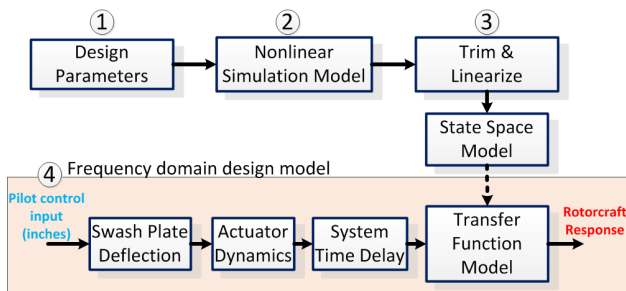 1
Design
Parameters
2
Nonlinear
Simulation Model
3
Trim &
Linearize
State Space
Model
4
Frequency domain design model
Pilot control
input
(inches)
Swash Plate
Deflection
Actuator
Dynamics
System
Time Delay
Transfer
Function
Model
Rotorcraft
Response